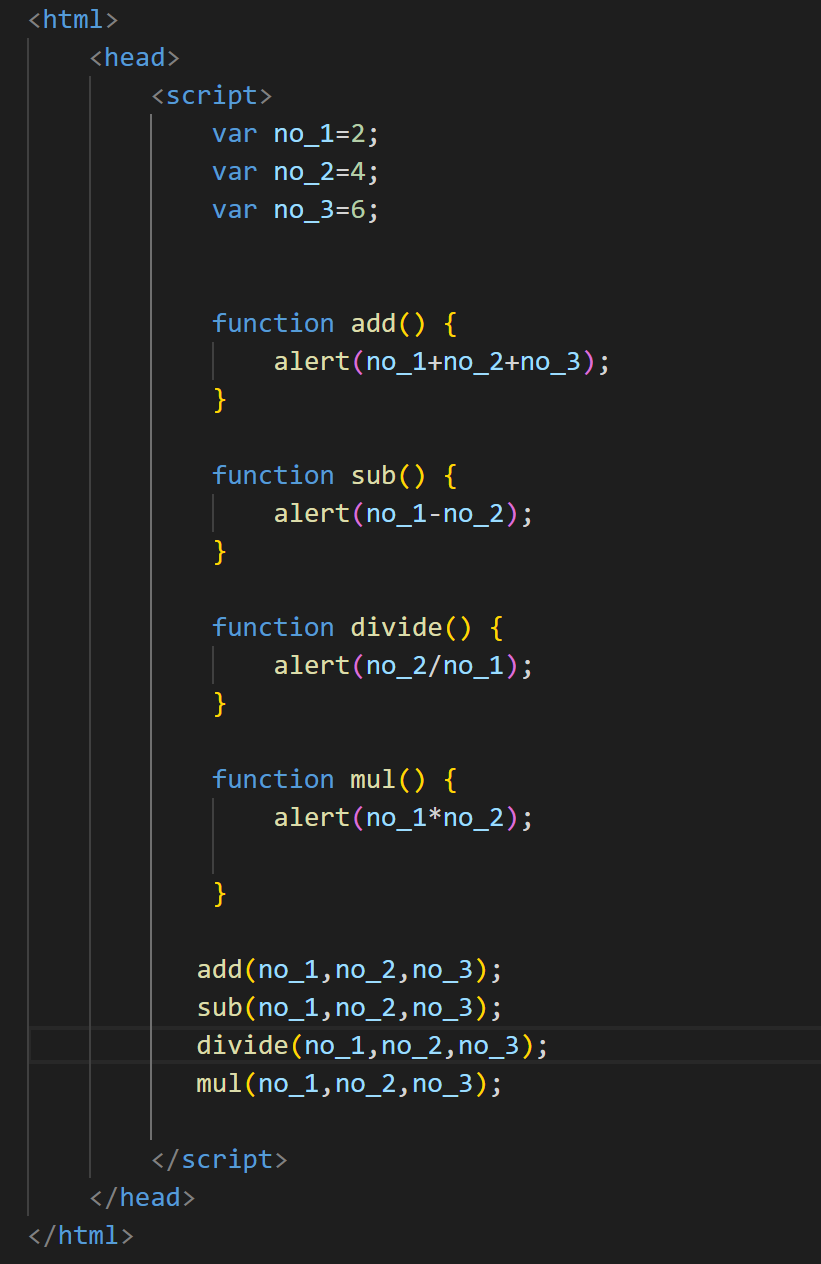 <html>
<head>
<script>
var no_1=2;
var no_2=4;
var no_3=6;
function add() {
alert(no_1+no_2+no_3);
}
function sub() {
alert(no_1-no_2);
}
function divide() {
alert(no_2/no_1);
}
function mul() {
alert(no_1*no_2);
}
add(no_1,no_2,no_3);
sub(no_1,no_2,no_3);
divide(no_1,no_2,no_3);
mul(no_1,no_2,no_3);
</script>
</head>
</html>